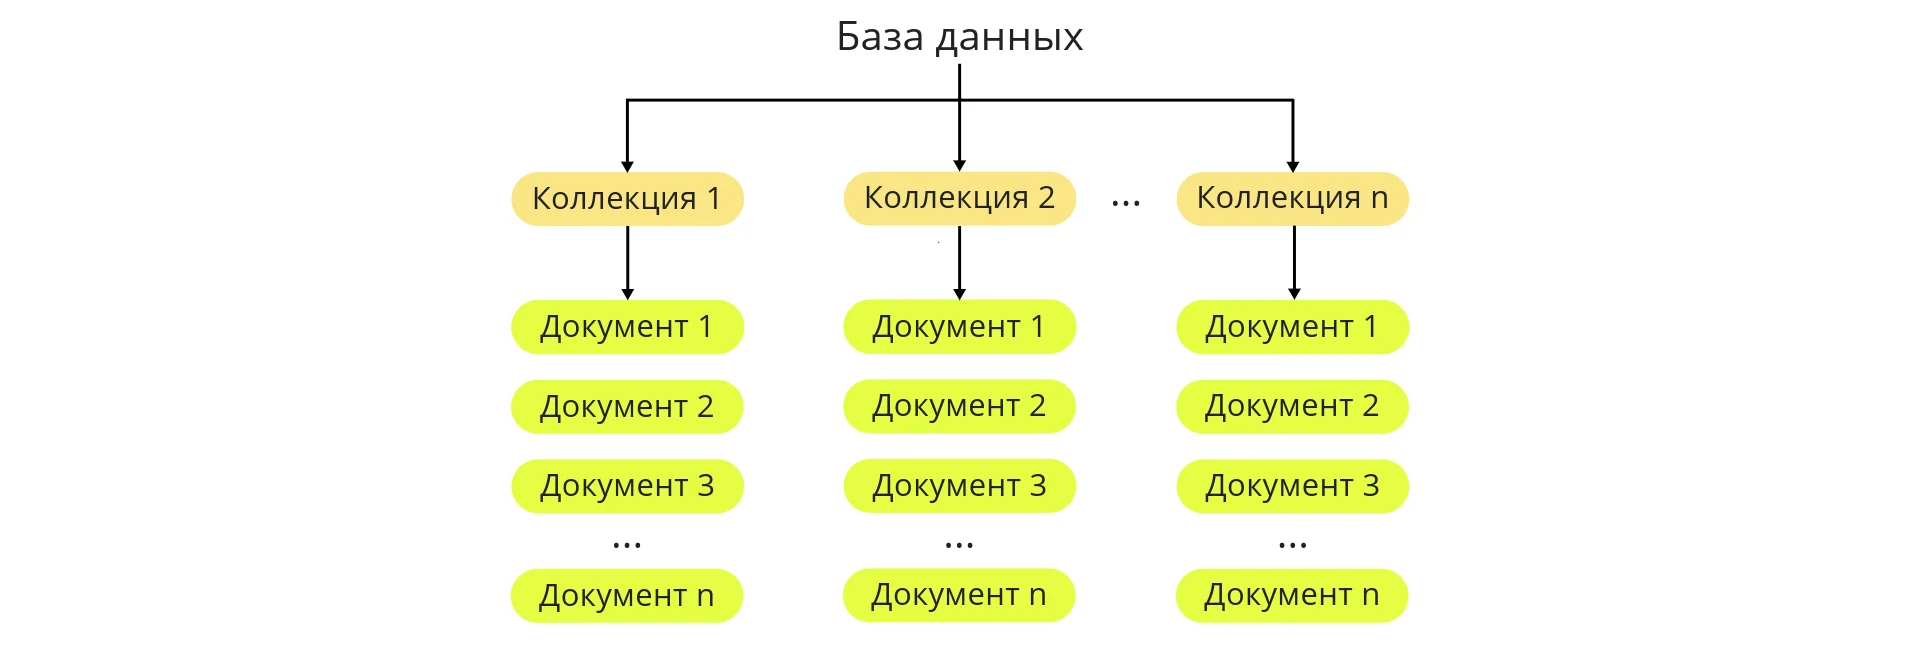 База данных
Коллекция 1
Коллекция 2
...
Коллекция n
Документ 1
Документ 1
Документ 1
Документ 2
Документ 2
Документ 2
Документ 3
Документ 3
Документ 3
...
...
...
Документ n
Документ n
Документ n